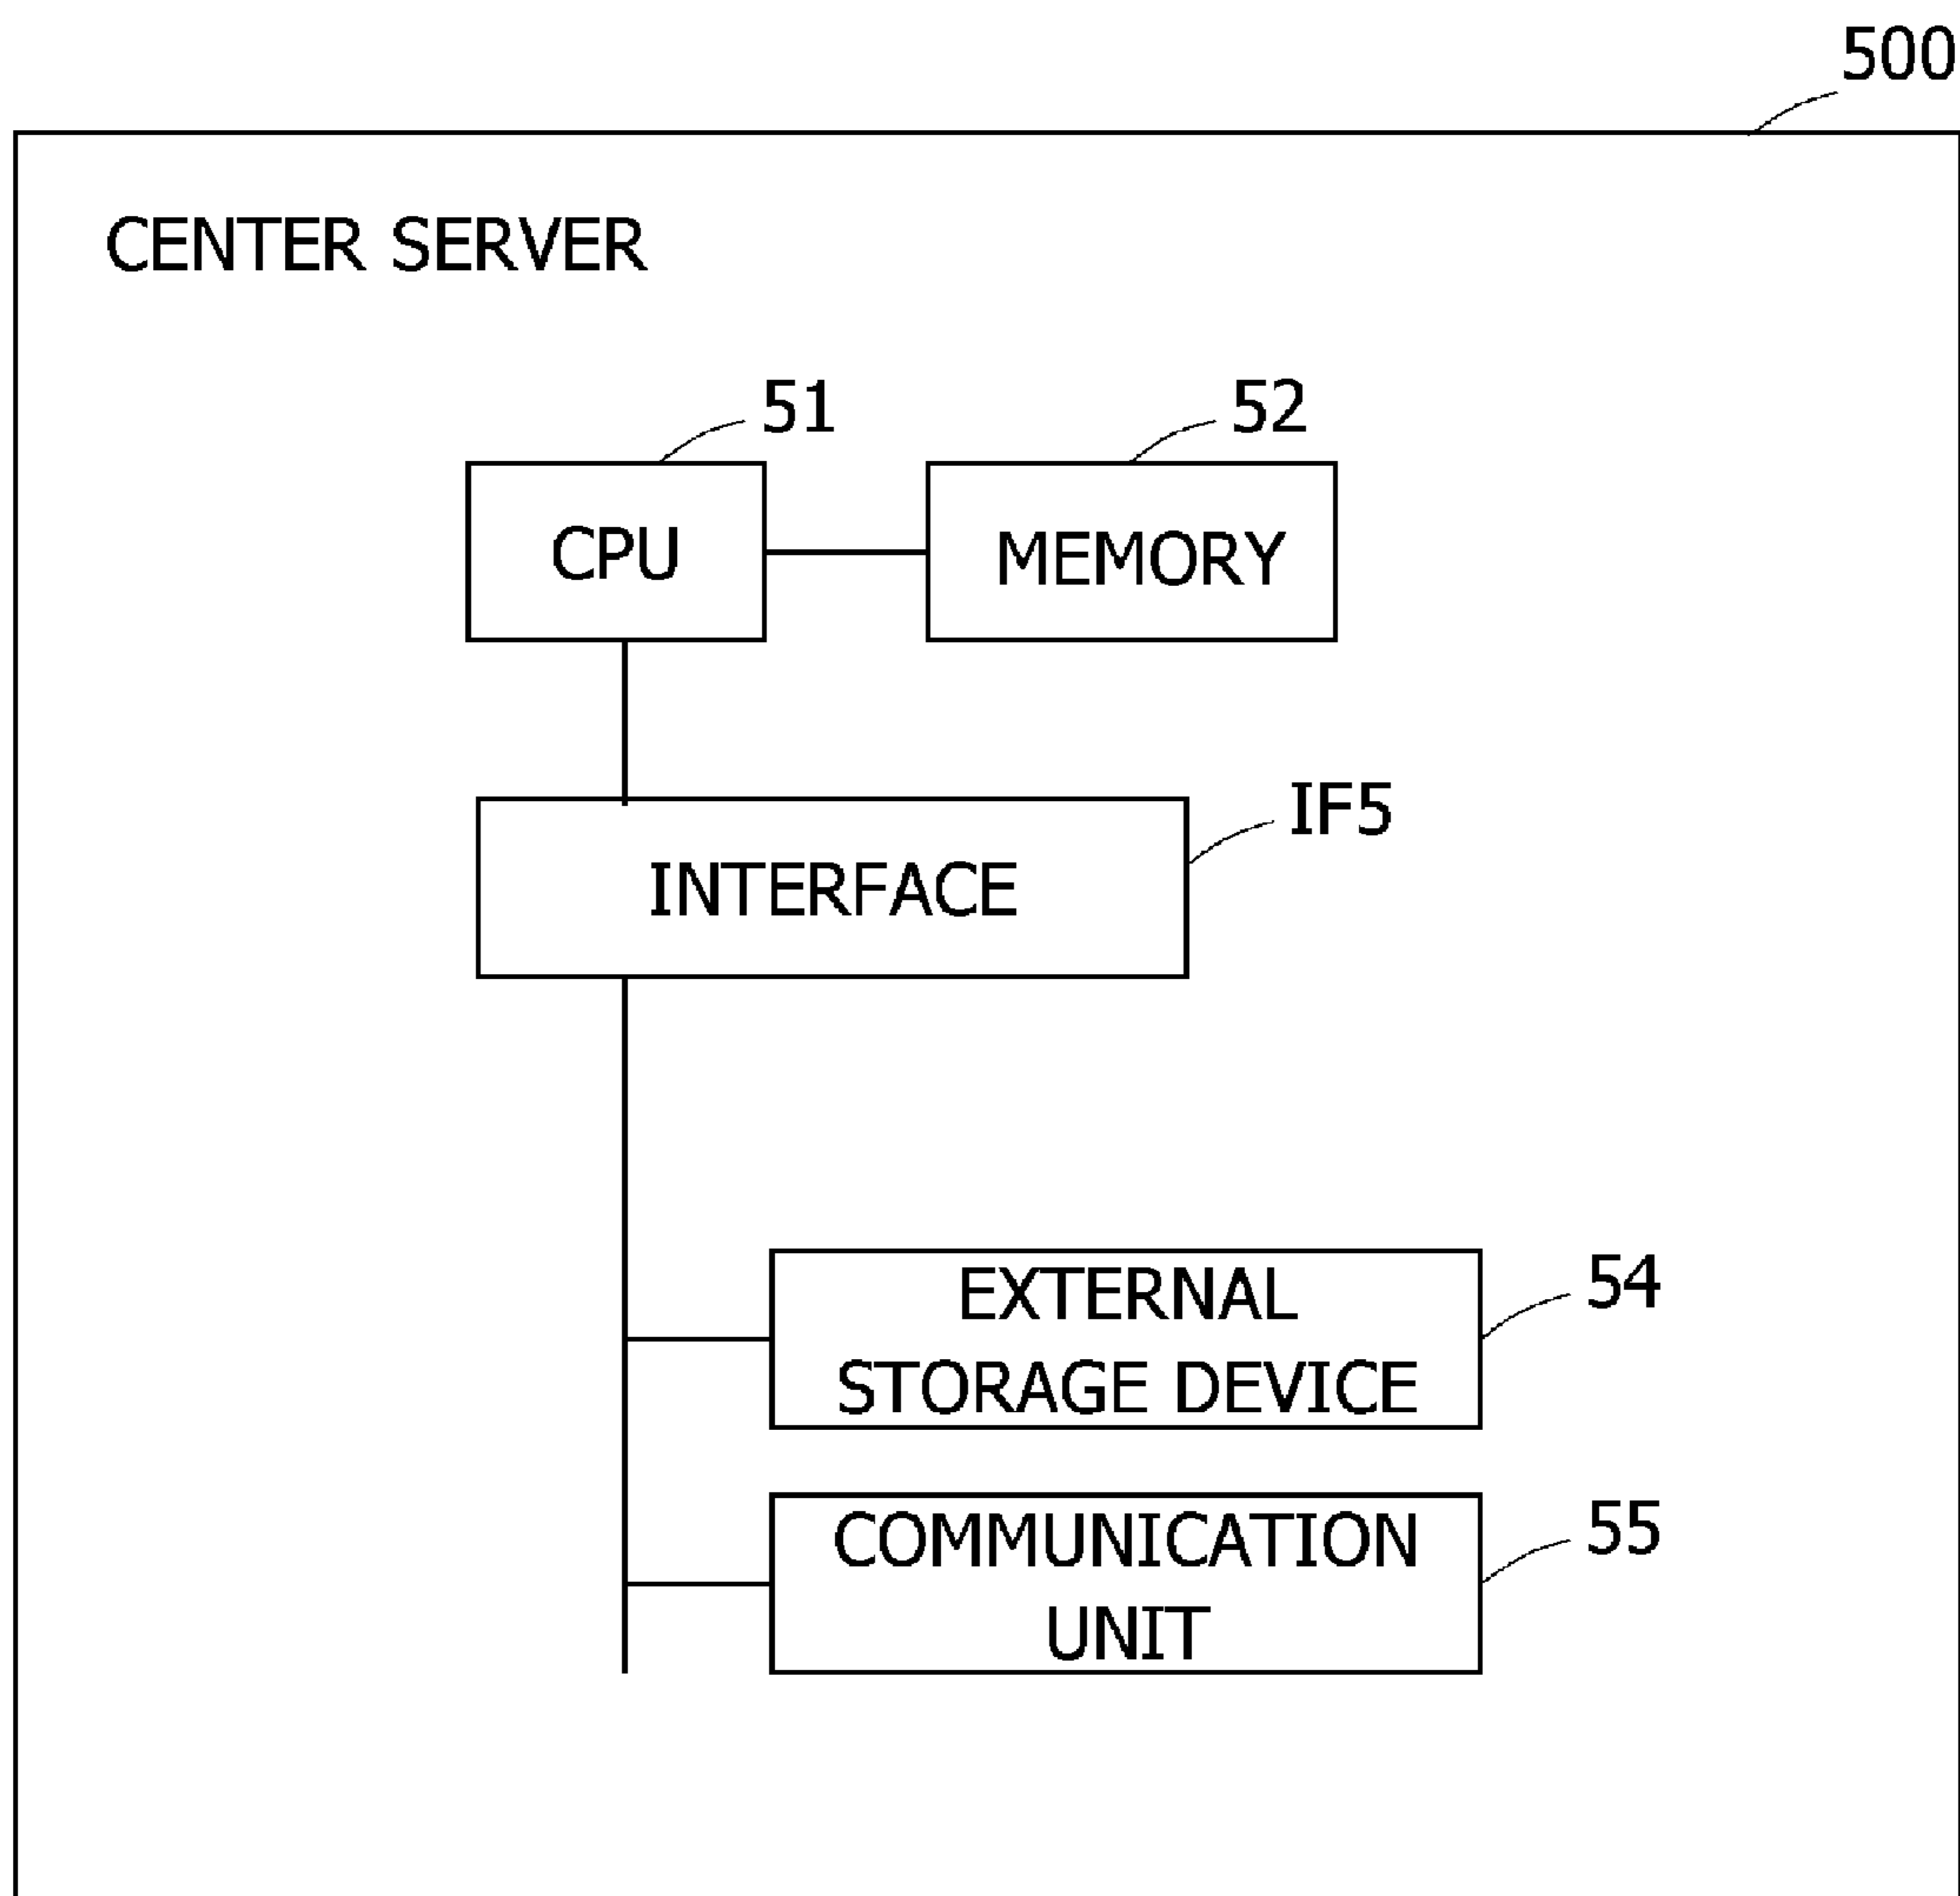 500
CENTER SERVER
51
52
CPU
MEMORY
IF5
INTERFACE
EXTERNAL
STORAGE DEVICE
54
COMMUNICATION
UNIT
55